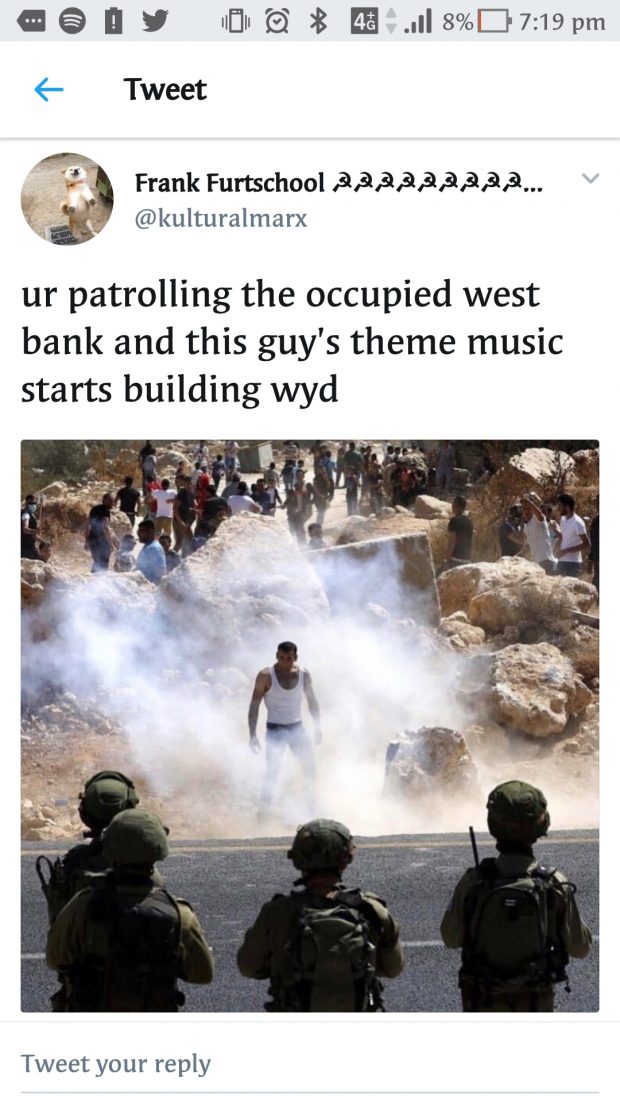 4G 8% 7:19 pm
Tweet
Frank Furtschool ☭☭☭☭☭☭☭☭☭...
@kulturalmarx
ur patrolling the occupied west
bank and this guy's theme music
starts building wyd
Tweet your reply